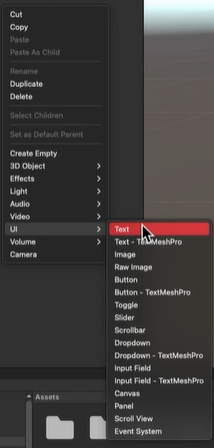 Cut
Copy
Paste
Paste As Child
Rename
Duplicate
Delete
Select Children
Set as Default Parent
Create Empty
3D Object
Effects
Light
Audio
Video
UI
Volume
Camera
Text
Text - TextMeshPro
Image
Raw Image
Button
Button - TextMeshPro
Toggle
Slider
Scrollbar
Dropdown
Dropdown - TextMeshPro
Input Field
Input Field - TextMeshPro
Canvas
Panel
Scroll View
Event System
Assets